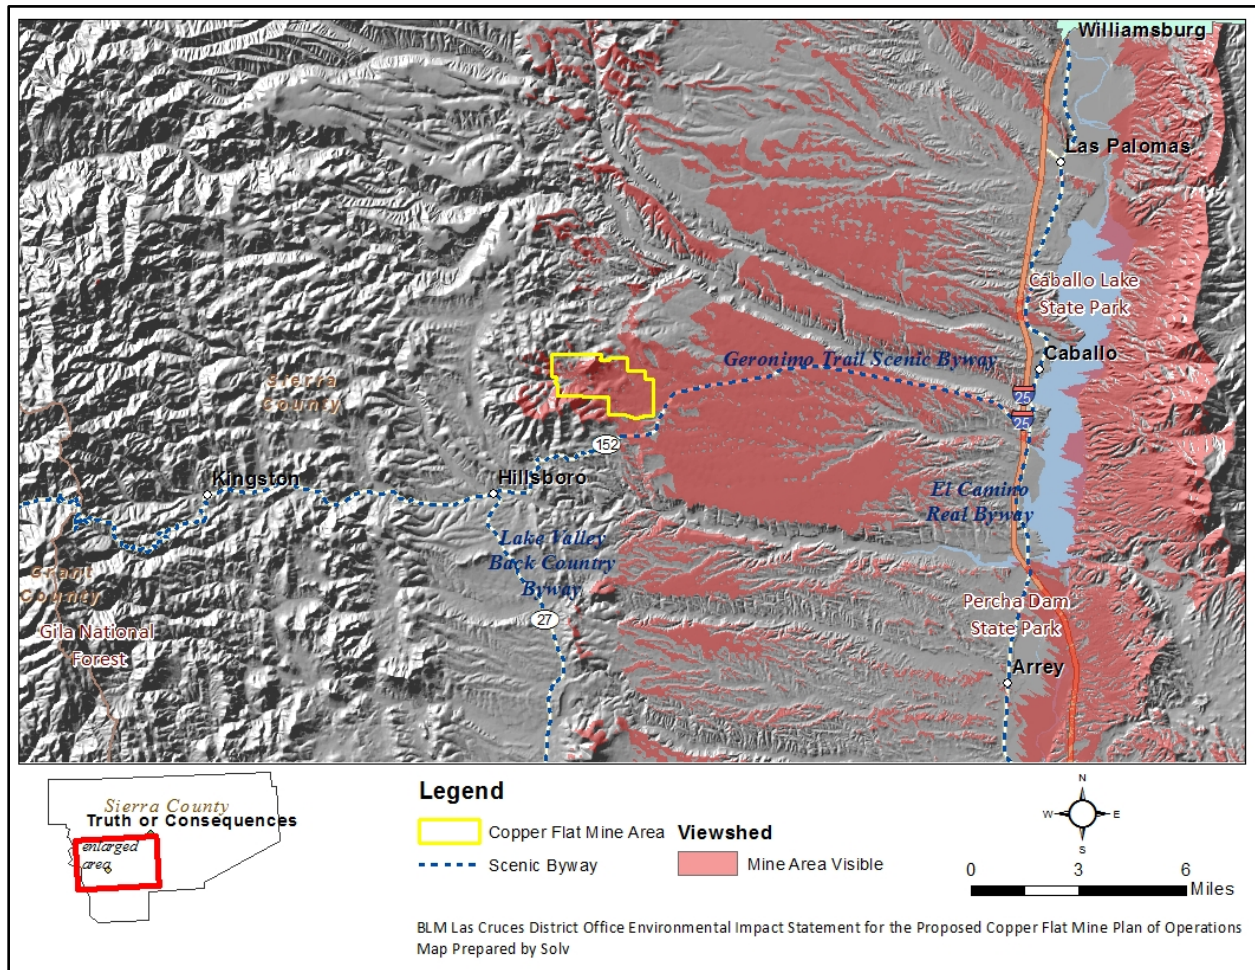 Williamsburg
Las Palomas
Caballo Lake
State Park
Geronimo Trail Scenic Byway
Caballo
Sierra
County
25
25
152
Kingston
Hillsboro
El Camino
Real Byway
Lake Valley
Back Country
Byway
Grant
County
Percha Dam
State Park
27
Gila National
Forest
Arrey
Sierra County
Truth or Consequences
enlarged
area
Legend
Copper Flat Mine Area
Scenic Byway
Viewshed
Mine Area Visible
N
W
E
S
0
3
6
Miles
BLM Las Cruces District Office Environmental Impact Statement for the Proposed Copper Flat Mine Plan of Operations
Map Prepared by Solv